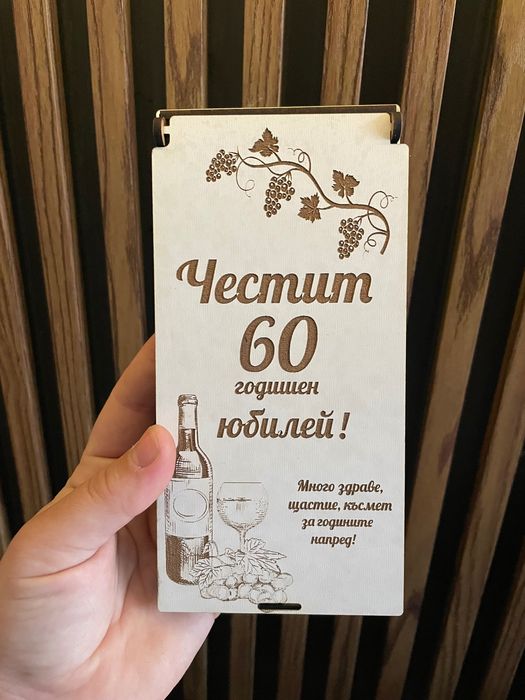 Честит
60
годишен
юбилей!
Много здраве,
щастие, късмет
за годините
напред!